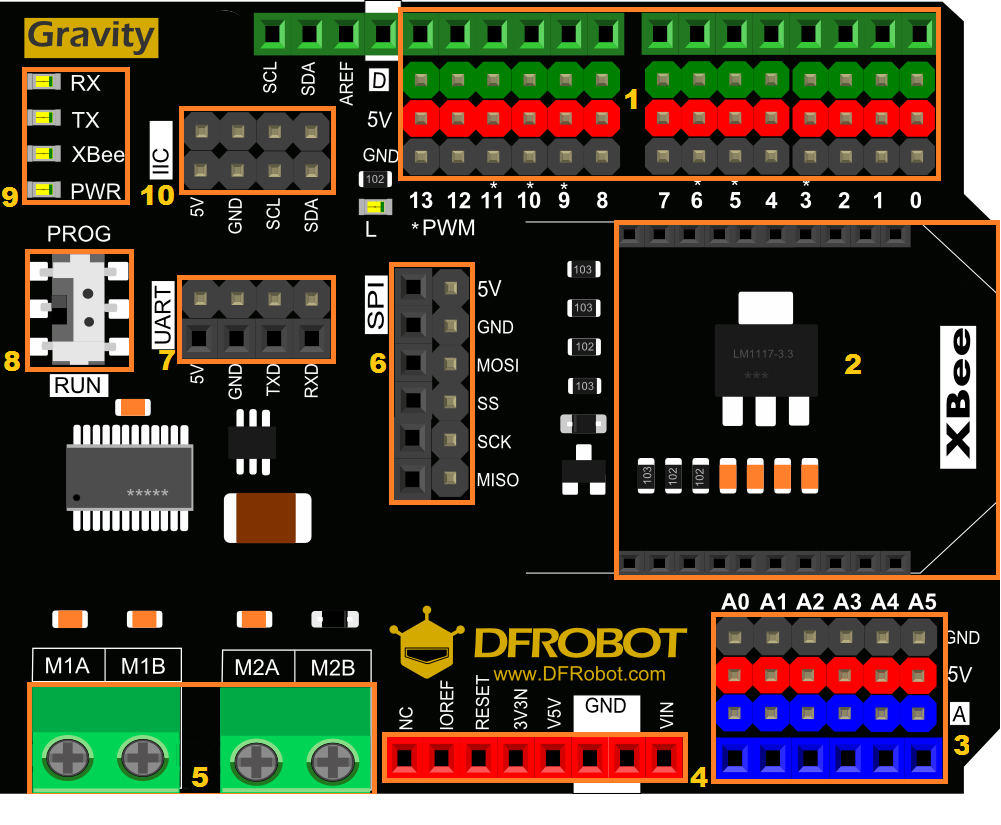 Gravity
SCL
SDA
AREF
D
5V
GND
1
RX
TX
XBee
PWR
9
IIC
10
5V
GND
SCL
SDA
102
L
13 12 *11 *10 *9 8 7 *6 *5 4 *3 2 1 0
*PWM
PROG
8
RUN
UART
7
5V
GND
TXD
RXD
SPI
6
5V
GND
MOSI
SS
SCK
MISO
103
103
102
103
LM1117-3.3
***
2
XBee
103
102
102
*****
M1A M1B M2A M2B
5
DFROBOT
www.DFRobot.com
NC
IOREF
RESET
3V3N
V5V
GND
VIN
4
A0 A1 A2 A3 A4 A5
GND
5V
A
3